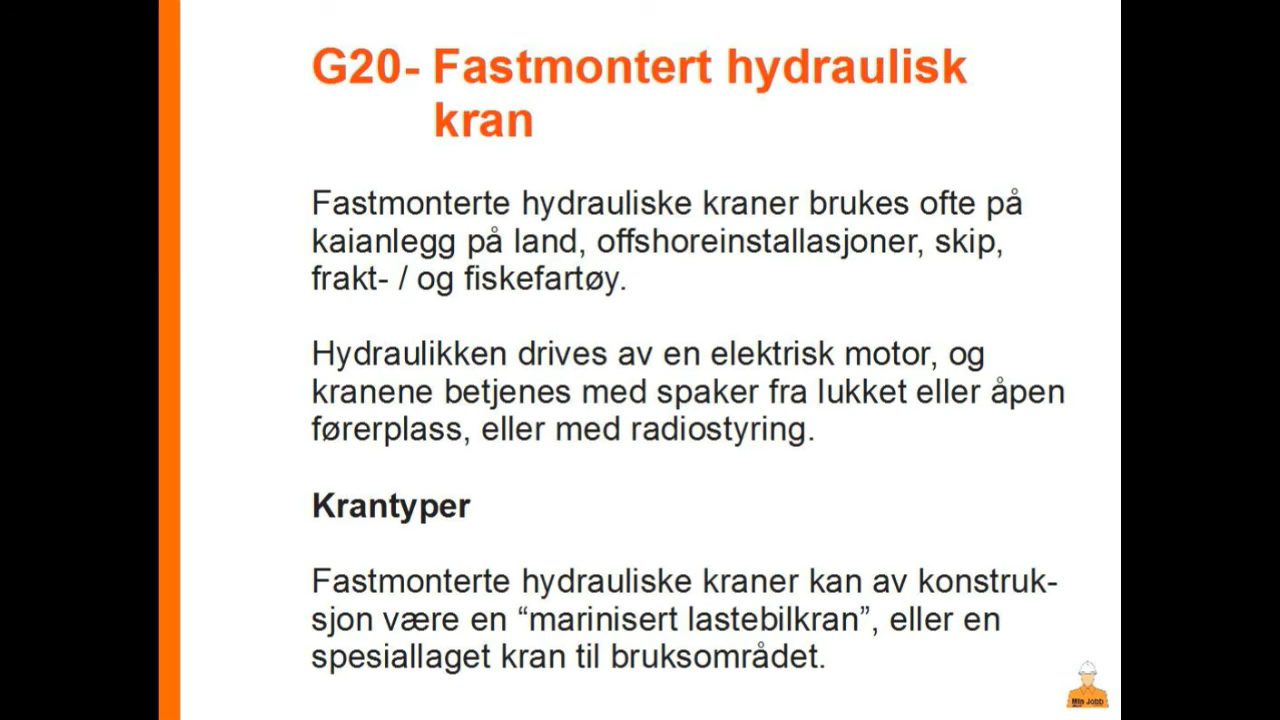 G20- Fastmontert hydraulisk
kran
Fastmonterte hydrauliske kraner brukes ofte på
kaianlegg på land, offshoreinstallasjoner, skip,
frakt- / og fiskefartøy.
Hydraulikken drives av en elektrisk motor, og
kranene betjenes med spaker fra lukket eller åpen
førerplass, eller med radiostyring.
Krantyper
Fastmonterte hydrauliske kraner kan av konstruk-
sjon være en “marinisert lastebilkran”, eller en
spesiallaget kran til bruksområdet.
Min Jobb